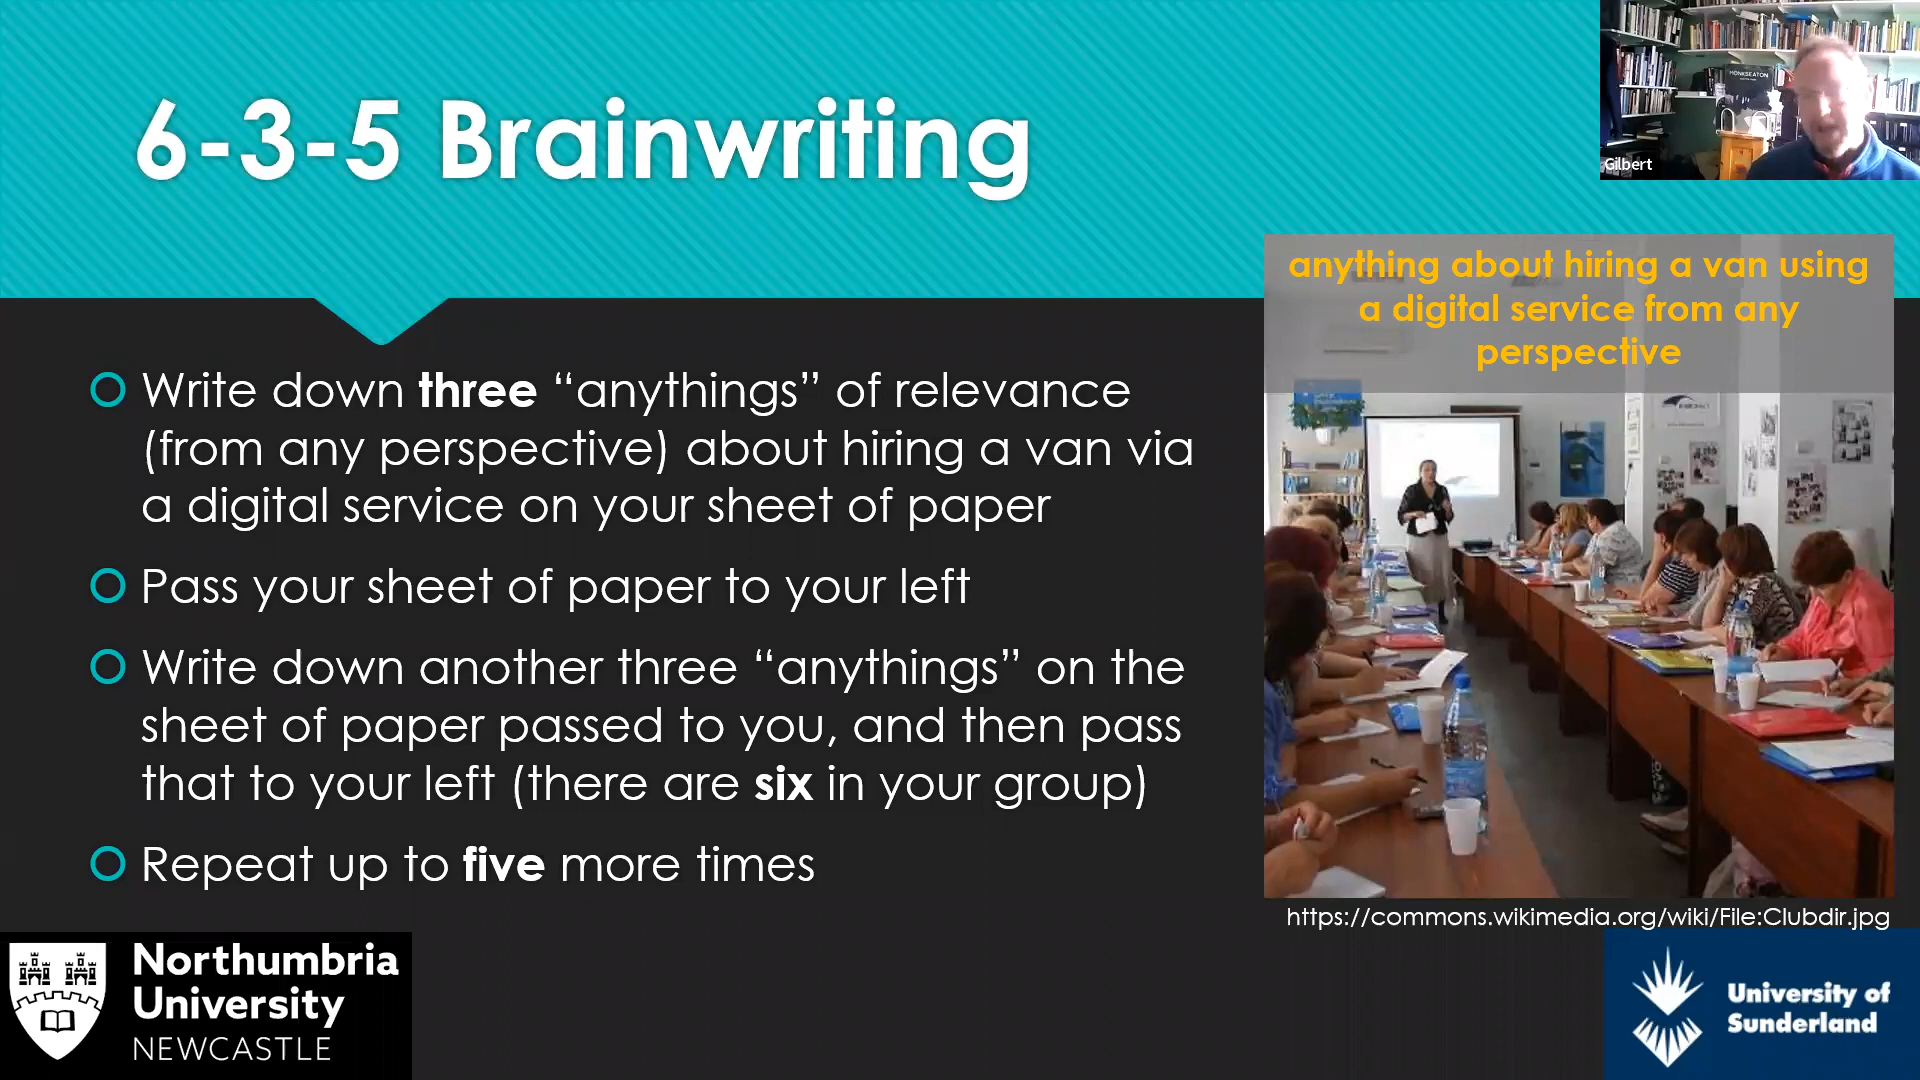 6-3-5 Brainwriting
MONKSEATON
Gilbert
anything about hiring a van using
a digital service from any
perspective
Write down three “anythings” of relevance
(from any perspective) about hiring a van via
a digital service on your sheet of paper
Pass your sheet of paper to your left
Write down another three “anythings” on the
sheet of paper passed to you, and then pass
that to your left (there are six in your group)
Repeat up to five more times
https://commons.wikimedia.org/wiki/File:Clubdir.jpg
Northumbria
University
NEWCASTLE
University of
Sunderland